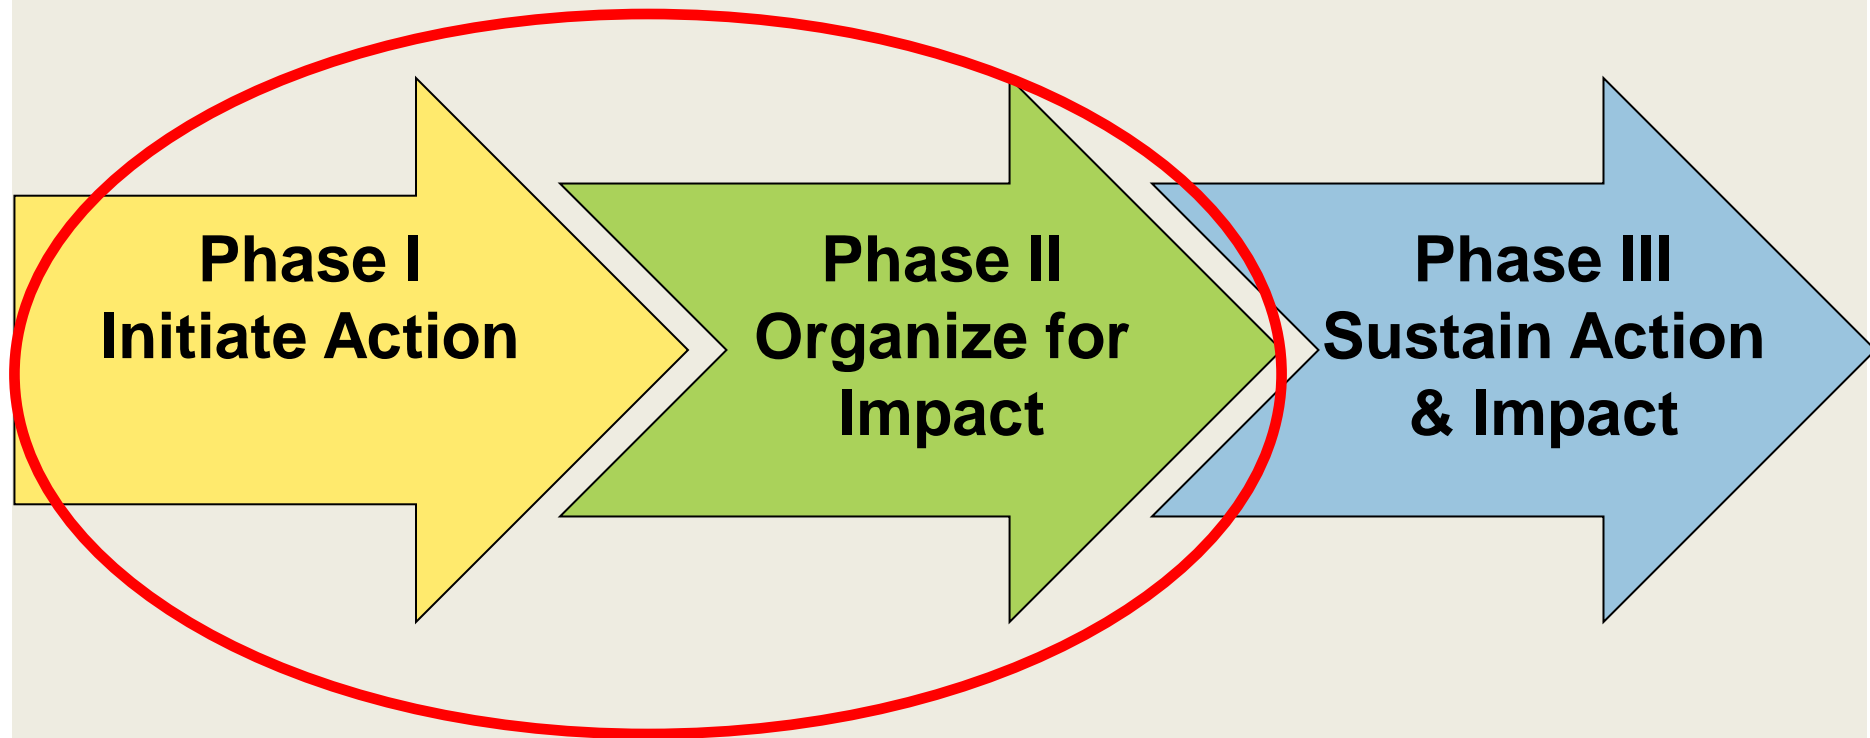 Phase I
Initiate Action
Phase II
Organize for
Impact
Phase III
Sustain Action
& Impact